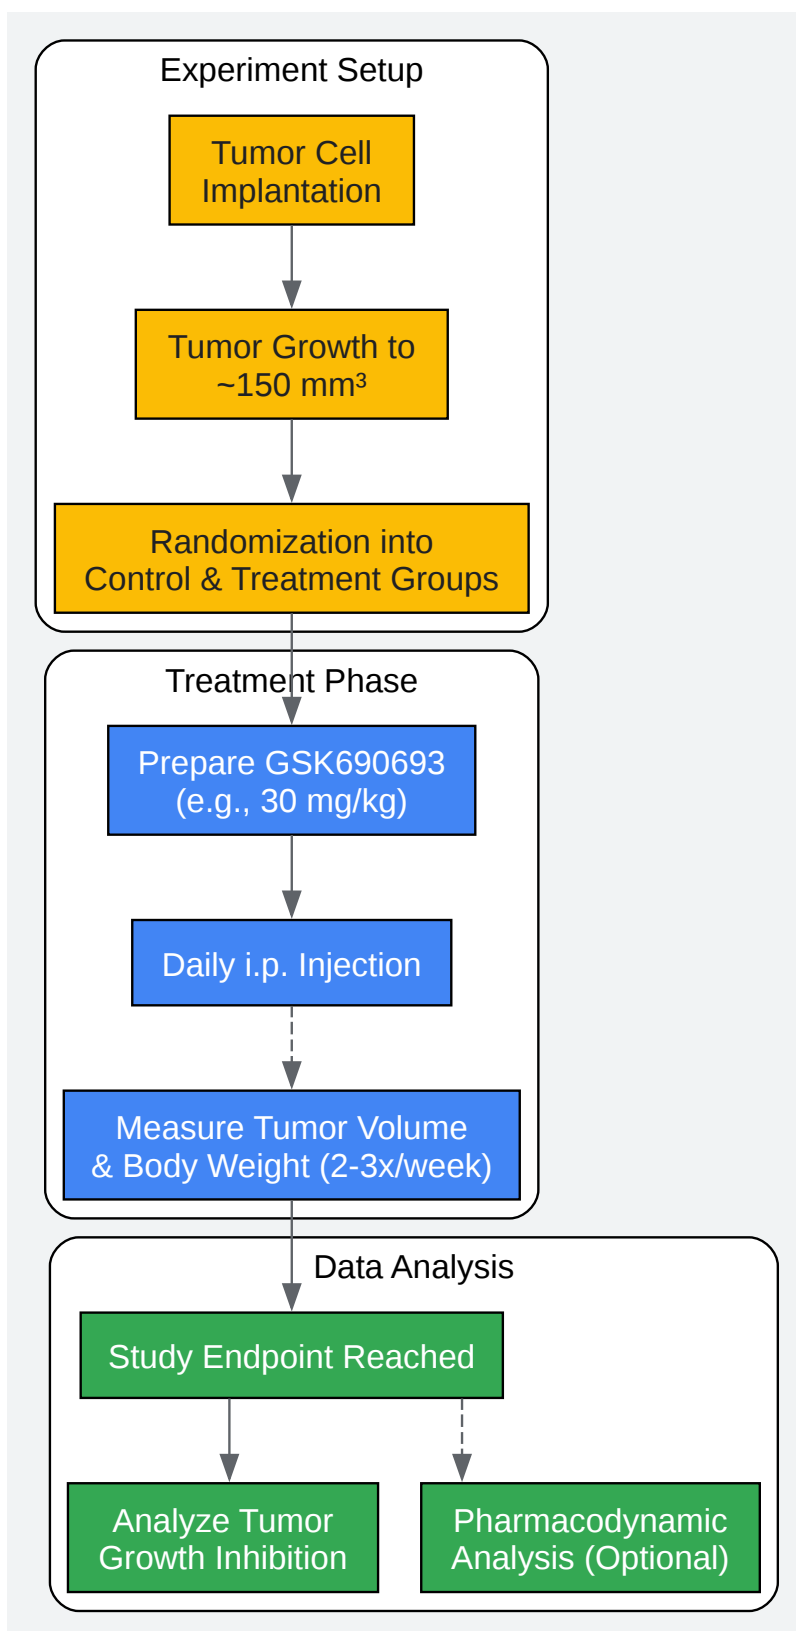 Experiment Setup
Tumor Cell
Implantation
Tumor Growth to
~150 mm³
Randomization into
Control & Treatment Groups
Treatment Phase
Prepare GSK690693
(e.g., 30 mg/kg)
Daily i.p. Injection
Measure Tumor Volume
& Body Weight (2-3x/week)
Data Analysis
Study Endpoint Reached
Analyze Tumor
Growth Inhibition
Pharmacodynamic
Analysis (Optional)